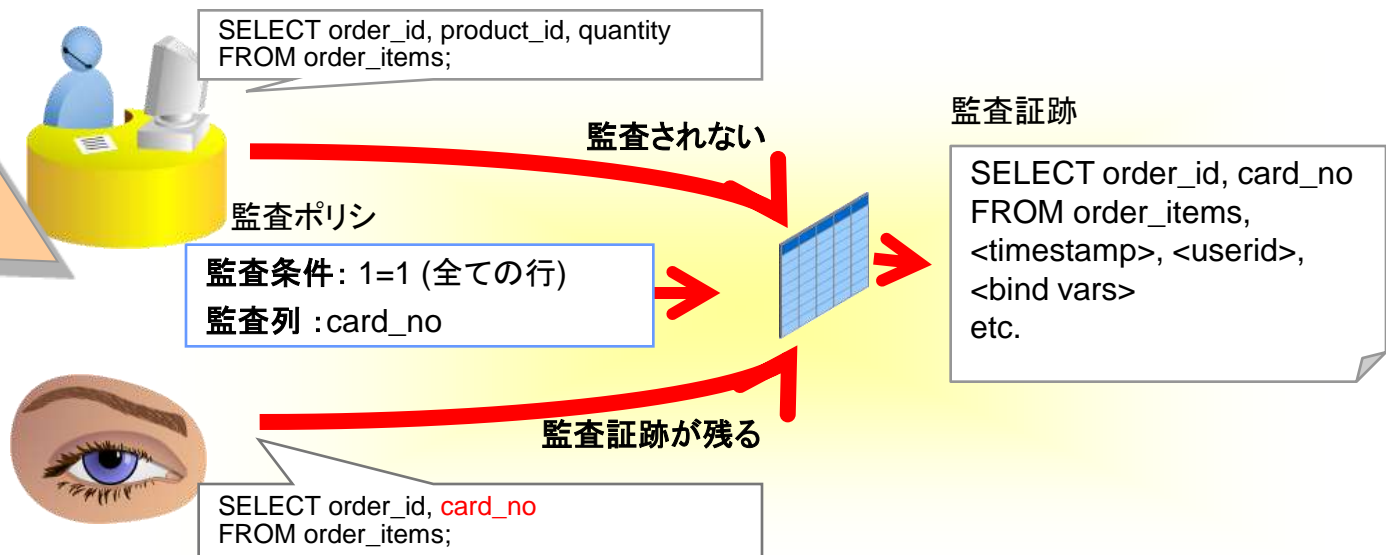 SELECT order_id, product_id, quantity
FROM order_items;
監査されない
監査証跡
SELECT order_id, card_no
FROM order_items,
<timestamp>, <userid>,
<bind vars>
etc.
監査ポリシ
監査条件: 1=1 (全ての行)
監査列 :card_no
監査証跡が残る
SELECT order_id, card_no
FROM order_items;